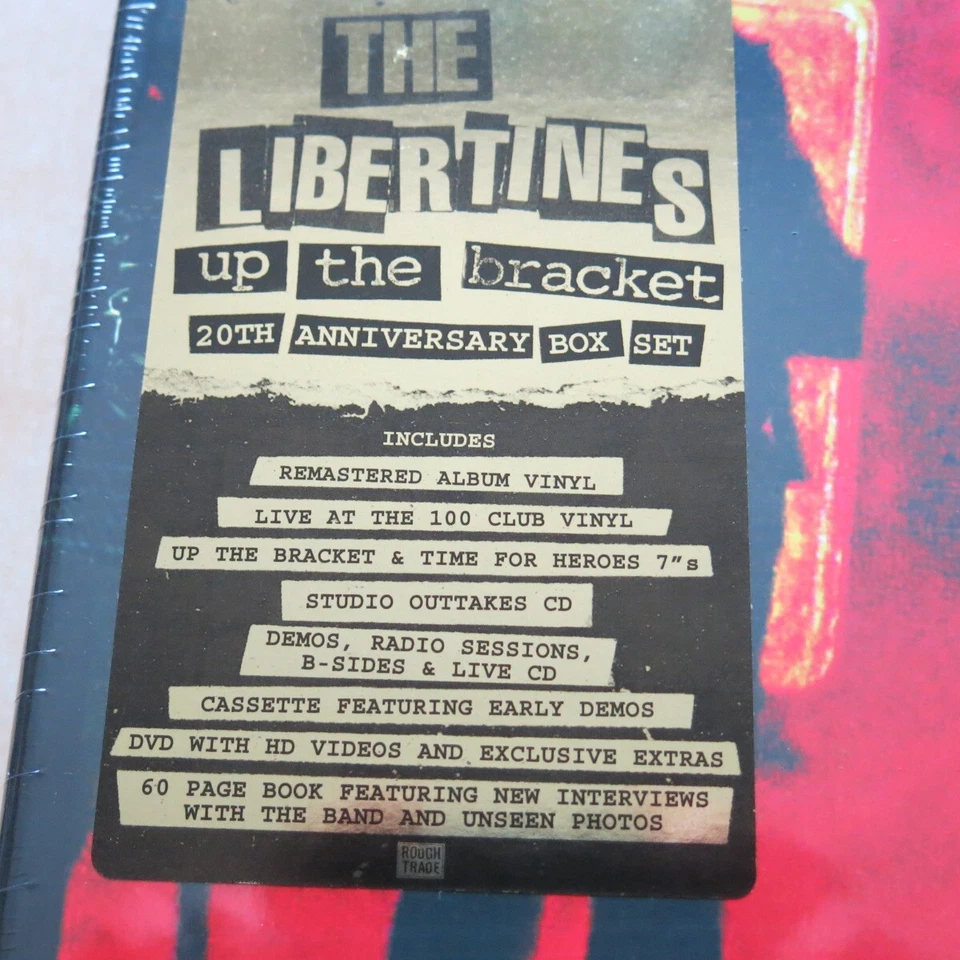 THE
LIBERTINES
up the bracket
20TH ANNIVERSARY BOX SET
INCLUDES
REMASTERED ALBUM VINYL
LIVE AT THE 100 CLUB VINYL
UP THE BRACKET & TIME FOR HEROES 7"s
STUDIO OUTTAKES CD
DEMOS, RADIO SESSIONS,
B-SIDES & LIVE CD
CASSETTE FEATURING EARLY DEMOS
DVD WITH HD VIDEOS AND EXCLUSIVE EXTRAS
60 PAGE BOOK FEATURING NEW INTERVIEWS
WITH THE BAND AND UNSEEN PHOTOS
ROUGH
TRADE